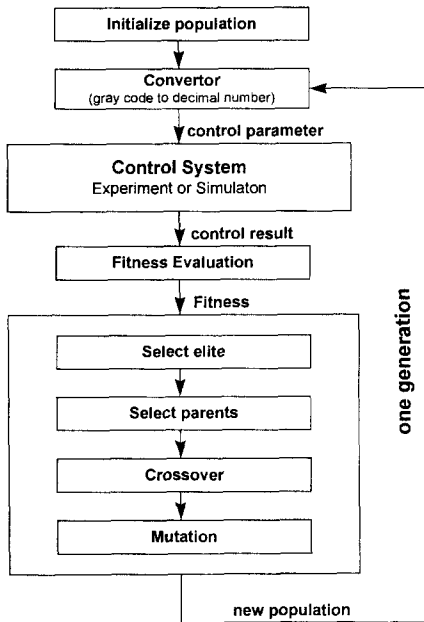 Initialize population
Convertor
(gray code to decimal number)
control parameter
Control System
Experiment or Simulaton
control result
Fitness Evaluation
Fitness
Select elite
Select parents
Crossover
Mutation
one generation
new population